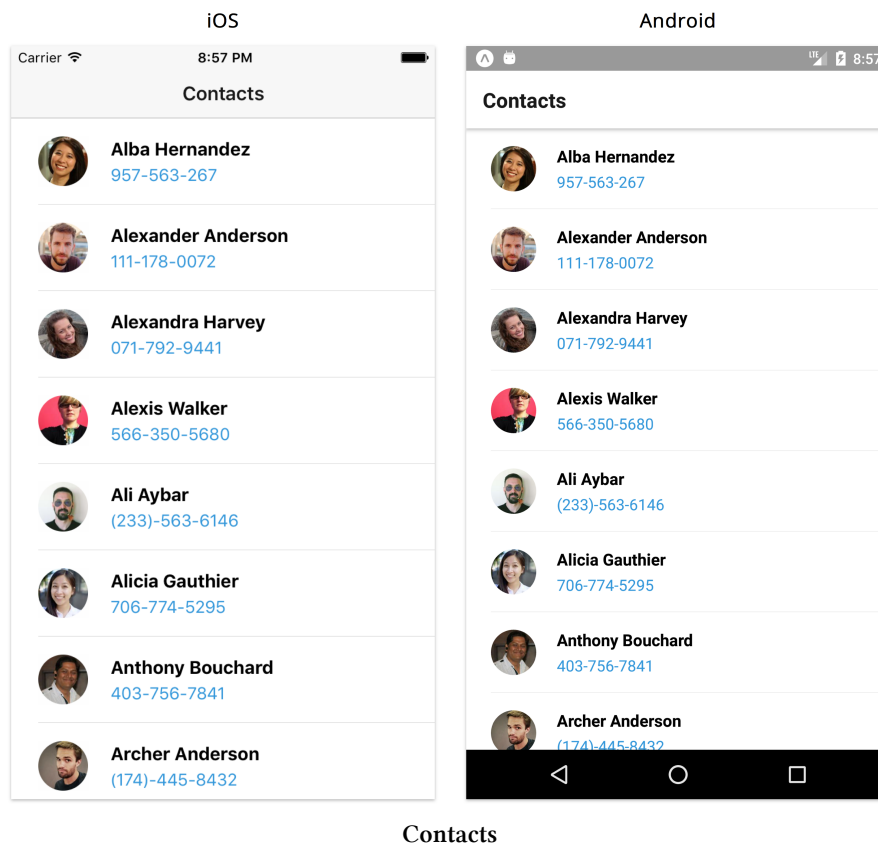 iOS
Carrier 8:57 PM
Contacts
Alba Hernandez
957-563-267
Alexander Anderson
111-178-0072
Alexandra Harvey
071-792-9441
Alexis Walker
566-350-5680
Ali Aybar
(233)-563-6146
Alicia Gauthier
706-774-5295
Anthony Bouchard
403-756-7841
Archer Anderson
(174)-445-8432
Android
LTE 8:57
Contacts
Alba Hernandez
957-563-267
Alexander Anderson
111-178-0072
Alexandra Harvey
071-792-9441
Alexis Walker
566-350-5680
Ali Aybar
(233)-563-6146
Alicia Gauthier
706-774-5295
Anthony Bouchard
403-756-7841
Archer Anderson
(174)-445-8432
Contacts